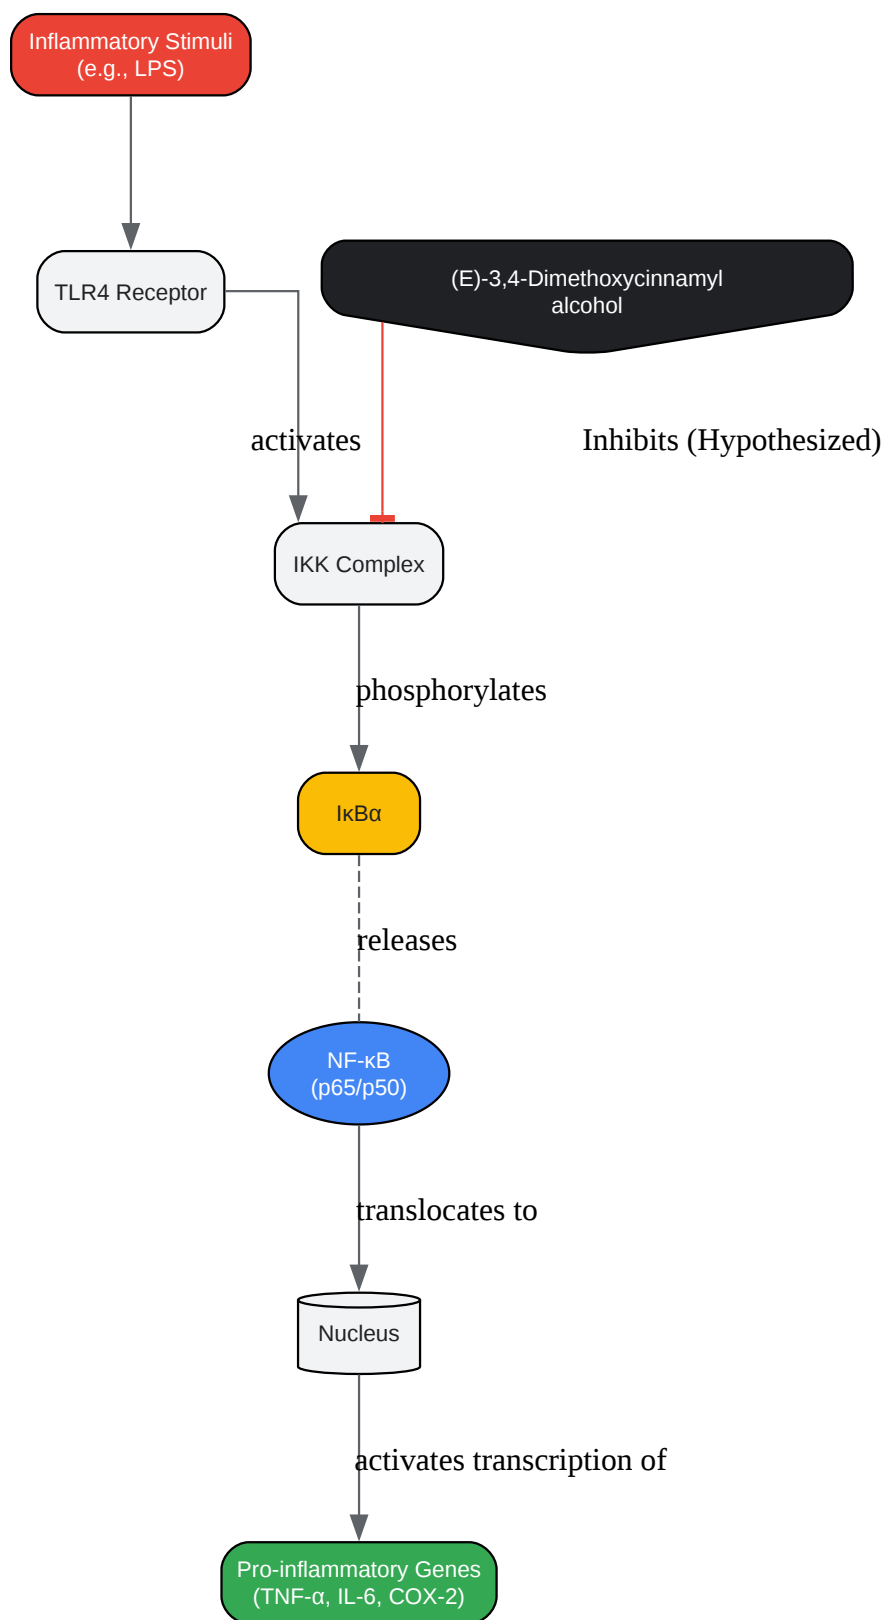 Inflammatory Stimuli
(e.g., LPS)
TLR4 Receptor
(E)-3,4-Dimethoxycinnamyl
alcohol
activates
Inhibits (Hypothesized)
IKK Complex
phosphorylates
IκBα
releases
NF-κB
(p65/p50)
translocates to
Nucleus
activates transcription of
Pro-inflammatory Genes
(TNF-α, IL-6, COX-2)